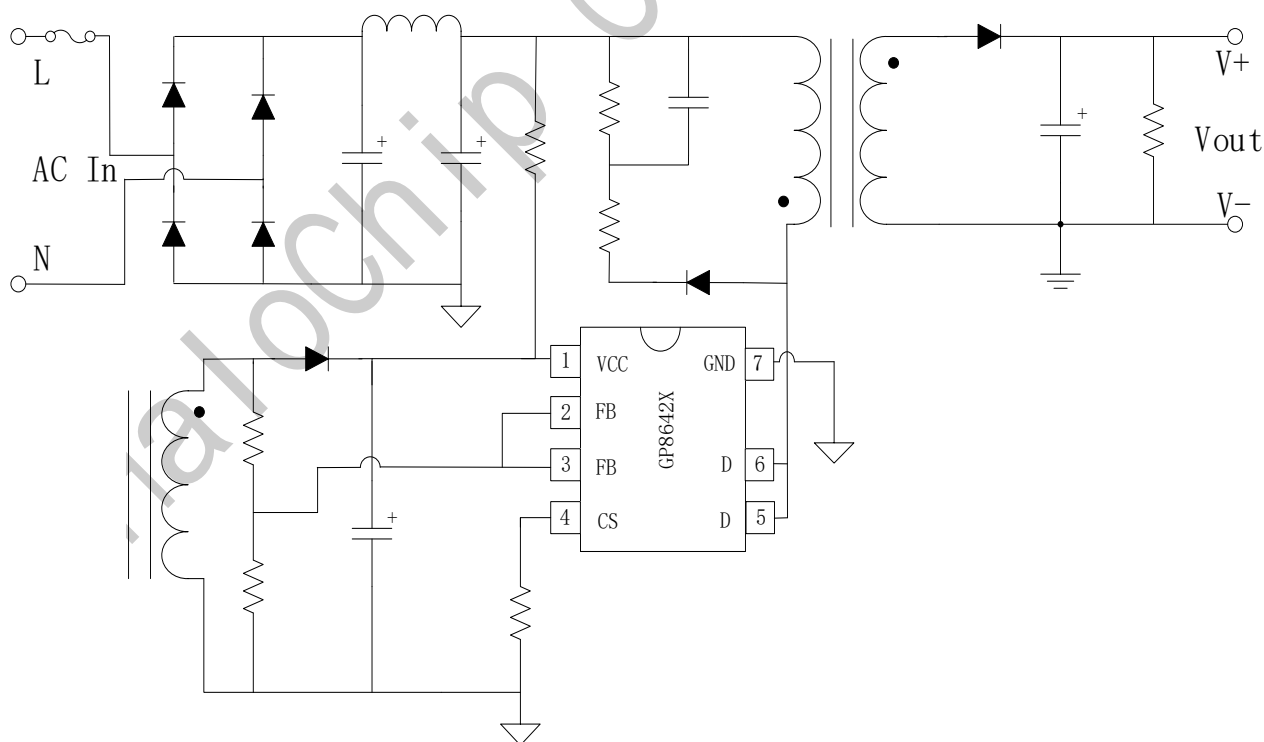 L
AC In
N
V+
Vout
V-
1 VCC
2 FB
3 FB
4 CS
GP8642X
GND 7
D 6
D 5
+
+
+
+